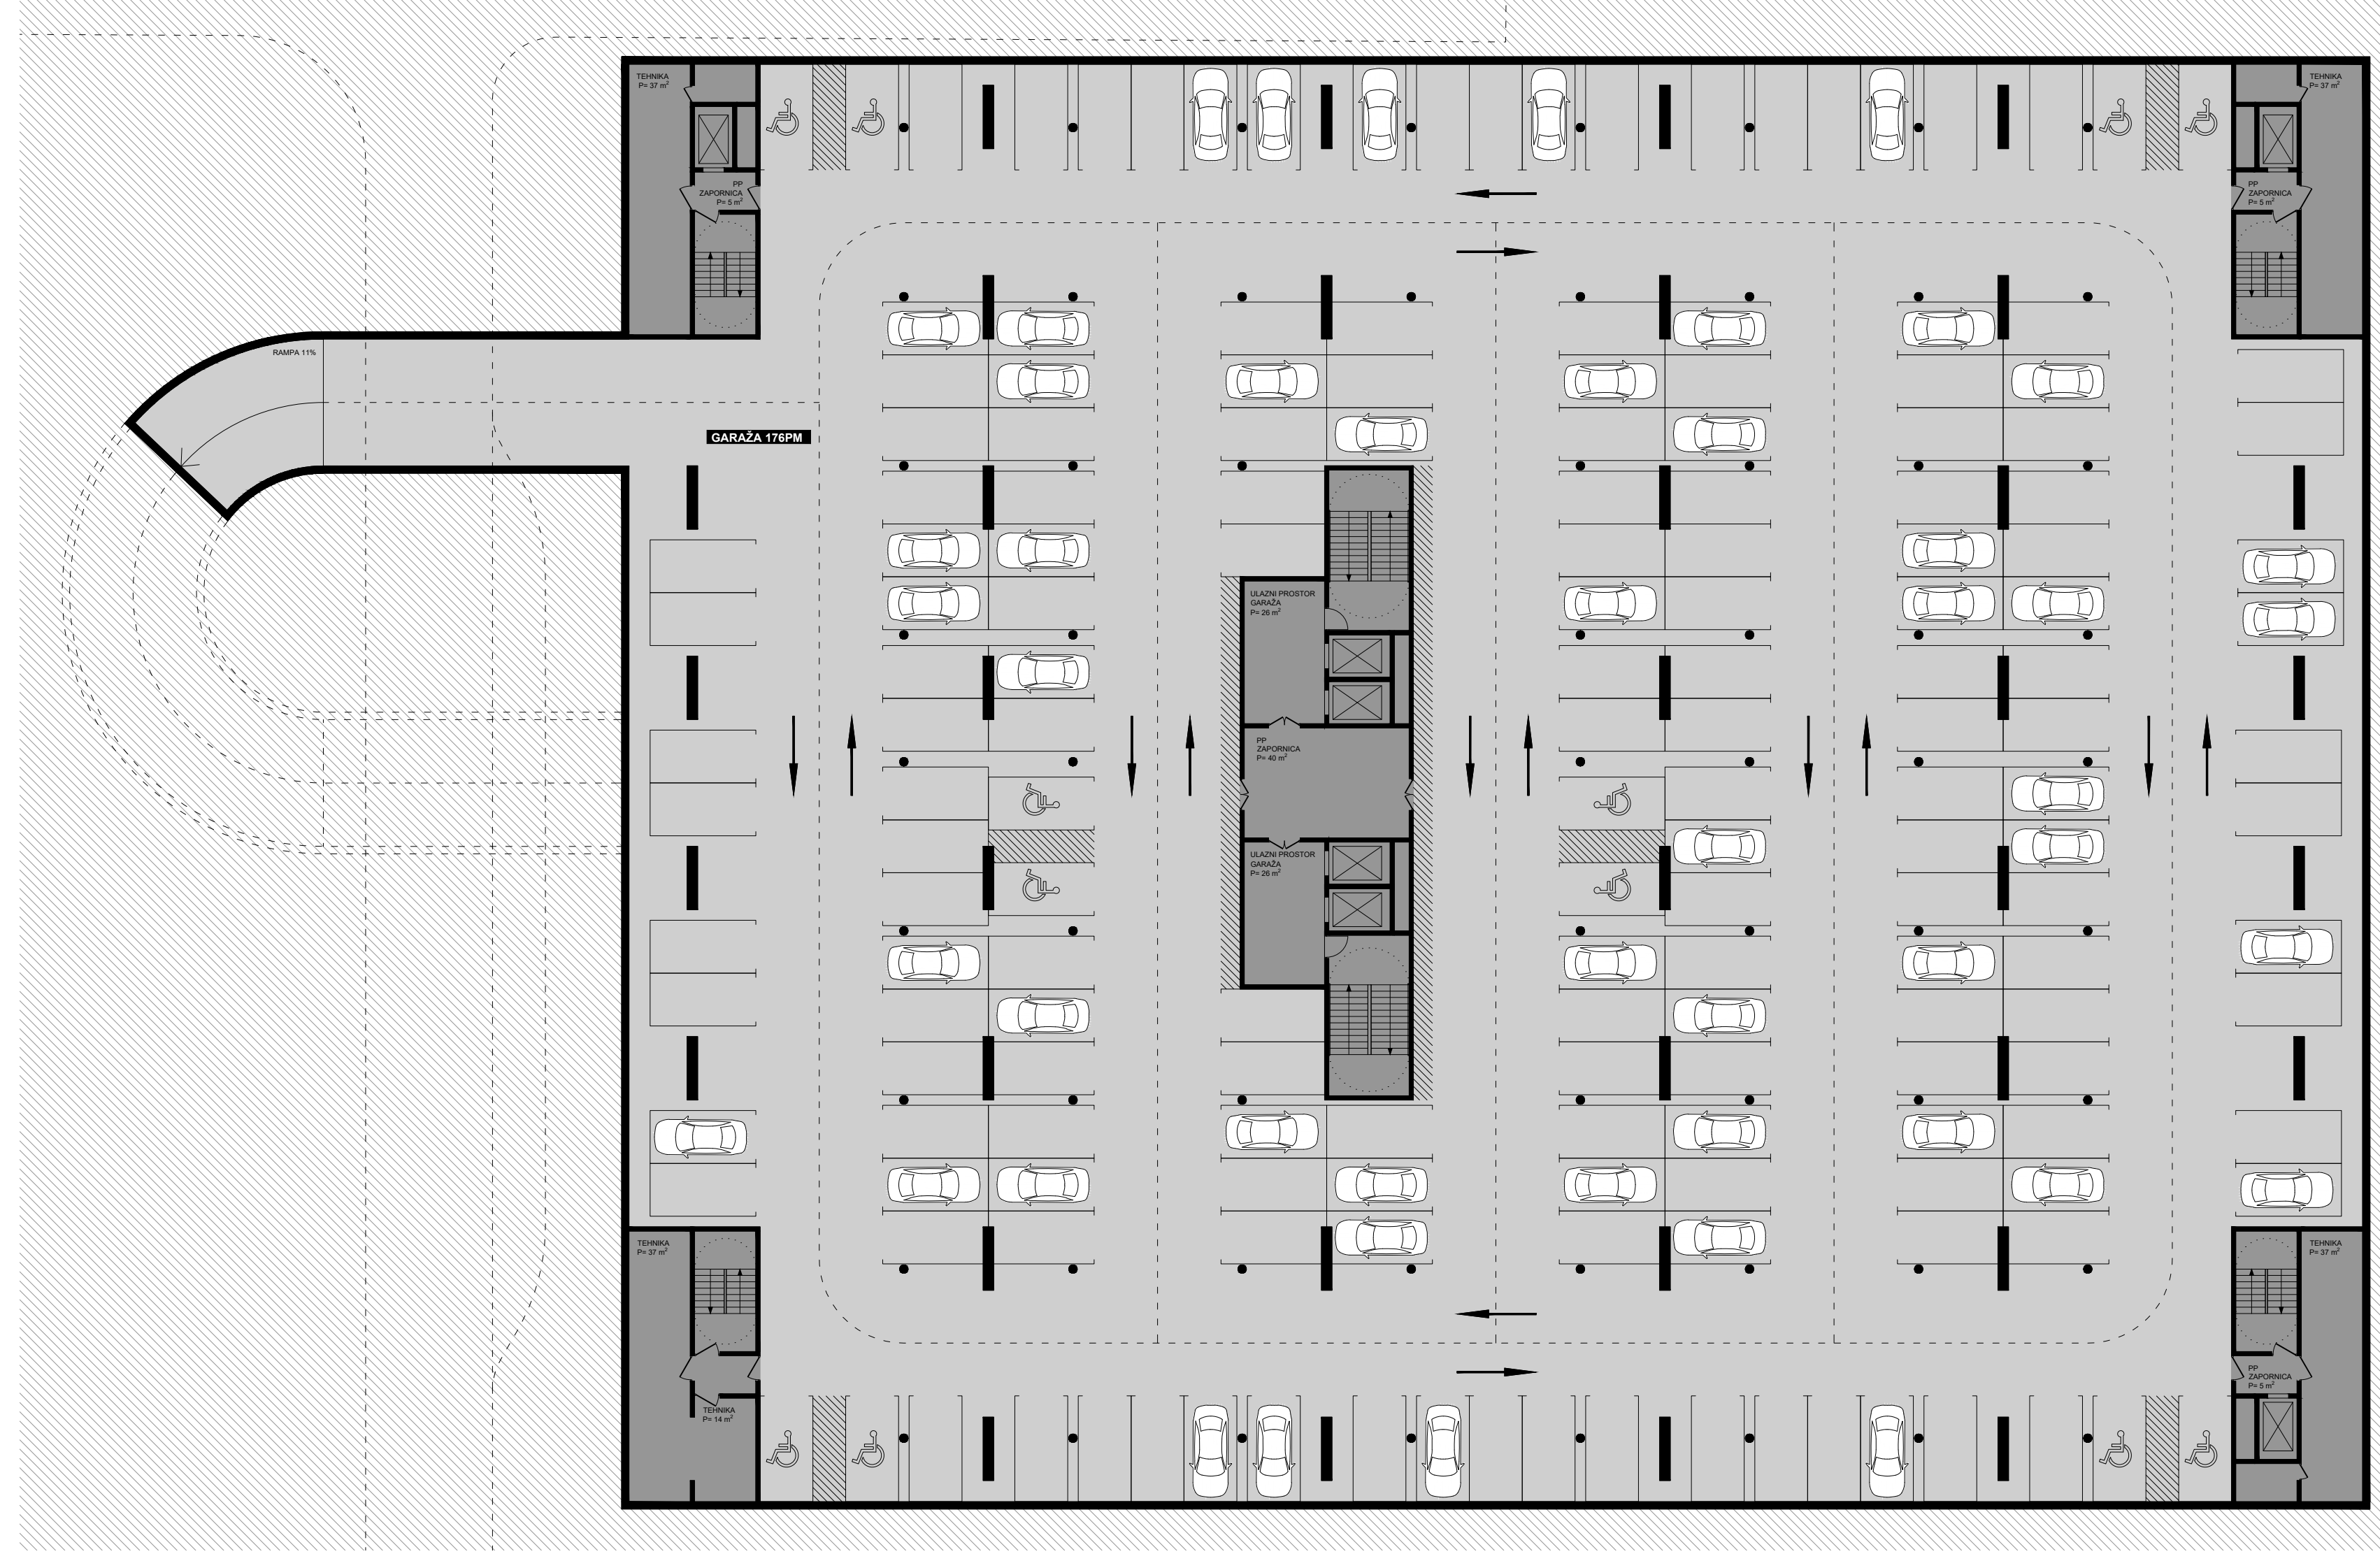 TEHNIKA
P= 37 m²
TEHNIKA
P= 37 m²
PP
ZAPORNICA
P= 5 m²
PP
ZAPORNICA
P= 5 m²
RAMPA 11%
GARAŽA 176PM
ULAZNI PROSTOR
GARAŽA
P= 26 m²
PP
ZAPORNICA
P= 40 m²
ULAZNI PROSTOR
GARAŽA
P= 26 m²
TEHNIKA
P= 37 m²
TEHNIKA
P= 37 m²
PP
ZAPORNICA
P= 5 m²
TEHNIKA
P= 14 m²